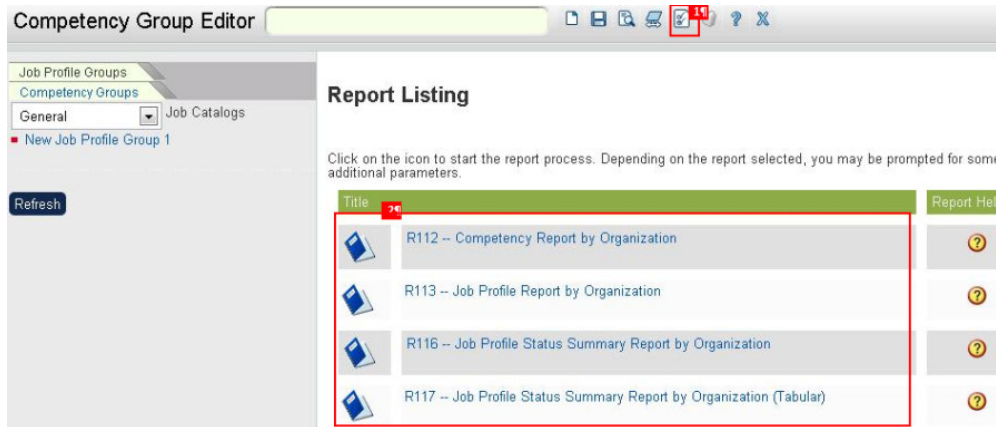 Competency Group Editor
1¶
Job Profile Groups
Competency Groups
General
Job Catalogs
New Job Profile Group 1
Refresh
Report Listing
Click on the icon to start the report process. Depending on the report selected, you may be prompted for some
additional parameters.
Title
Report Hel
2¶
R112 -- Competency Report by Organization
R113 -- Job Profile Report by Organization
R116 -- Job Profile Status Summary Report by Organization
R117 -- Job Profile Status Summary Report by Organization (Tabular)